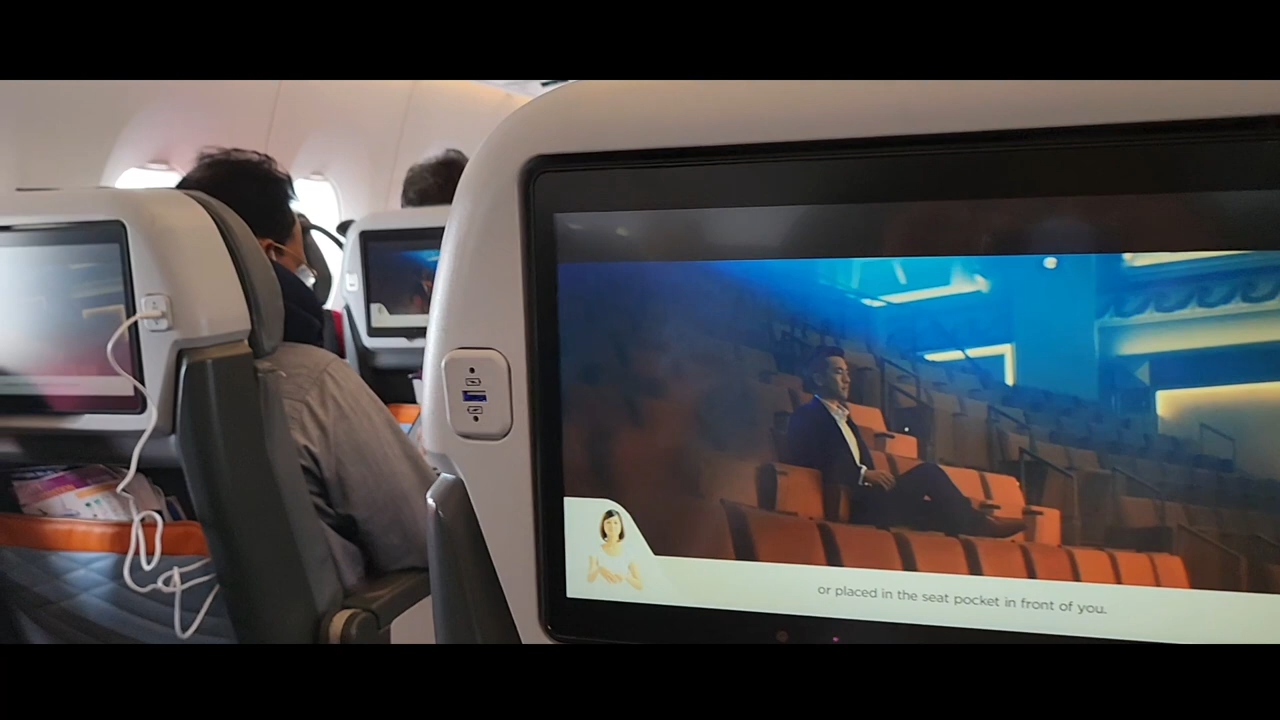 or placed in the seat pocket in front of you.